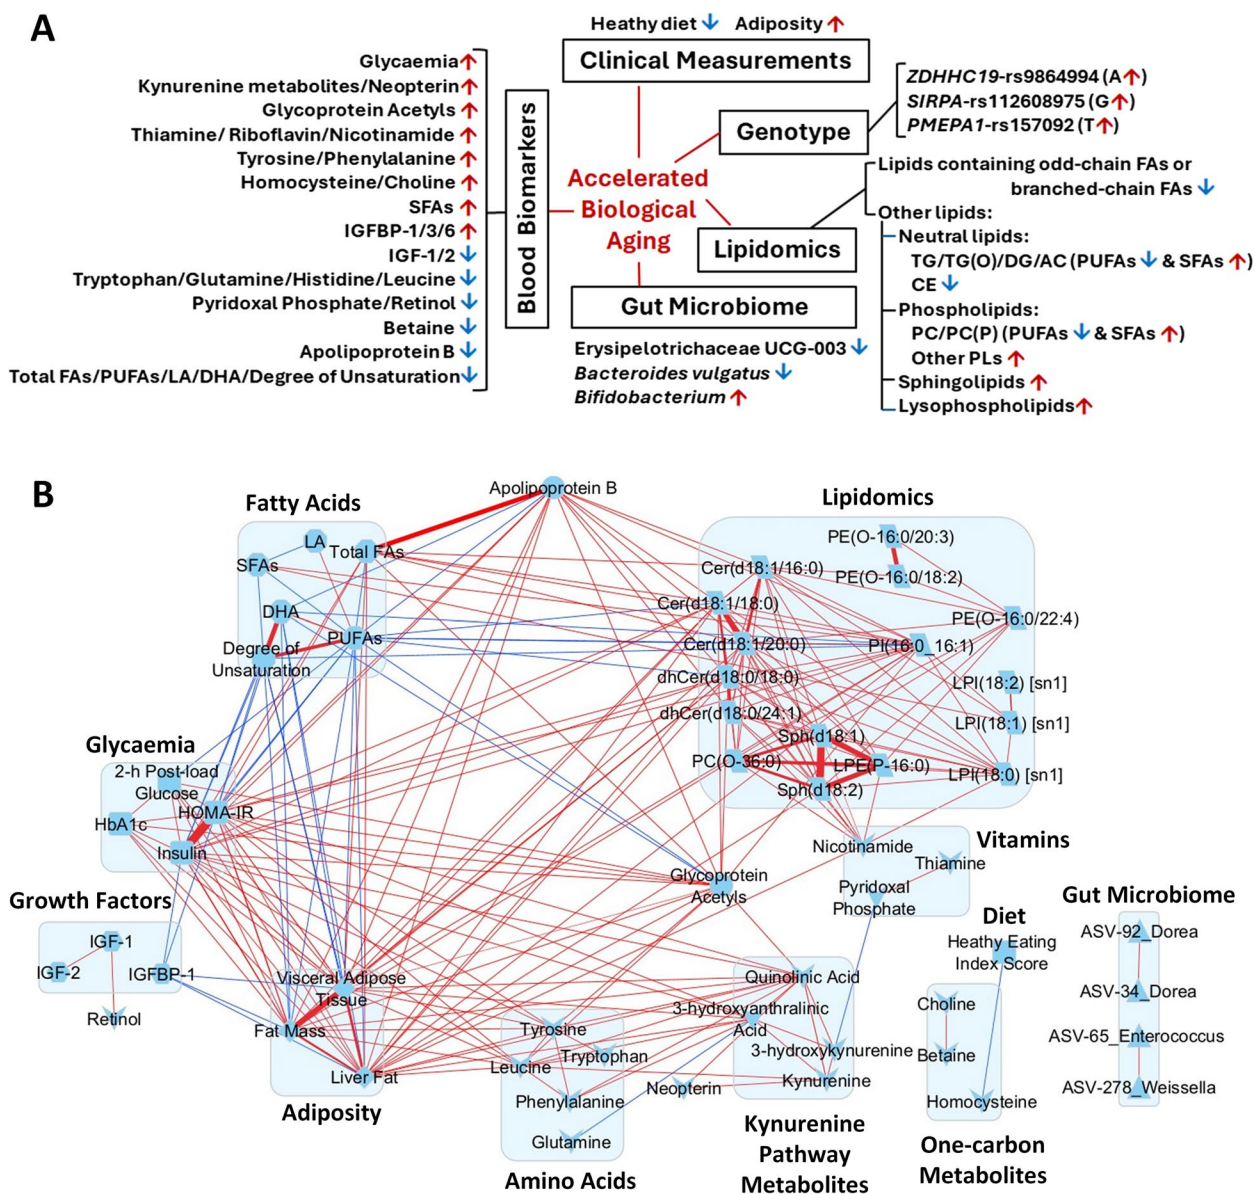 A
Heathy diet ↓ Adiposity ↑
Clinical Measurements
Glycaemia ↑
Kynurenine metabolites/Neopterin ↑
Glycoprotein Acetyls ↑
Thiamine/ Riboflavin/Nicotinamide ↑
Tyrosine/Phenylalanine ↑
Homocysteine/Choline ↑
SFAs ↑
IGFBP-1/3/6 ↑
IGF-1/2 ↓
Tryptophan/Glutamine/Histidine/Leucine ↓
Pyridoxal Phosphate/Retinol ↓
Betaine ↓
Apolipoprotein B ↓
Total FAs/PUFAs/LA/DHA/Degree of Unsaturation ↓
Blood Biomarkers
Accelerated
Biological
Aging
Genotype
ZDHHC19-rs9864994 (A↑)
SIRPA-rs112608975 (G↑)
PMEPA1-rs157092 (T↑)
Lipidomics
Lipids containing odd-chain FAs or
branched-chain FAs ↓
Other lipids:
Neutral lipids:
TG/TG(O)/DG/AC (PUFAs ↓ & SFAs ↑)
CE ↓
Phospholipids:
PC/PC(P) (PUFAs ↓ & SFAs ↑)
Other PLs ↑
Sphingolipids ↑
Lysophospholipids ↑
Gut Microbiome
Erysipelotrichaceae UCG-003 ↓
Bacteroides vulgatus ↓
Bifidobacterium ↑
B
Apolipoprotein B
Fatty Acids
LA
Total FAs
SFAs
DHA
PUFAs
Degree of
Unsaturation
Lipidomics
PE(O-16:0/20:3)
Cer(d18:1/16:0)
PE(O-16:0/18:2)
Cer(d18:1/18:0)
PE(O-16:0/22:4)
Cer(d18:1/20:0)
PI(16:0_16:1)
dhCer(d18:0/18:0)
LPI(18:2) [sn1]
dhCer(d18:0/24:1)
LPI(18:1) [sn1]
Sph(d18:1)
PC(O-36:0)
LPE(P-16:0)
LPI(18:0) [sn1]
Sph(d18:2)
Glycaemia
2-h Post-load
Glucose
HOMA-IR
HbA1c
Insulin
Glycoprotein
Acetyls
Nicotinamide
Vitamins
Thiamine
Pyridoxal
Phosphate
Growth Factors
IGF-1
IGF-2
IGFBP-1
Retinol
Visceral Adipose
Tissue
Fat Mass
Liver Fat
Adiposity
Tyrosine
Tryptophan
Leucine
Phenylalanine
Glutamine
Amino Acids
Neopterin
Quinolinic Acid
3-hydroxyanthralinic
Acid
3-hydroxykynurenine
Kynurenine
Kynurenine
Pathway
Metabolites
Diet
Heathy Eating
Index Score
Choline
Betaine
Homocysteine
One-carbon
Metabolites
Gut Microbiome
ASV-92_Dorea
ASV-34_Dorea
ASV-65_Enterococcus
ASV-278_Weissella